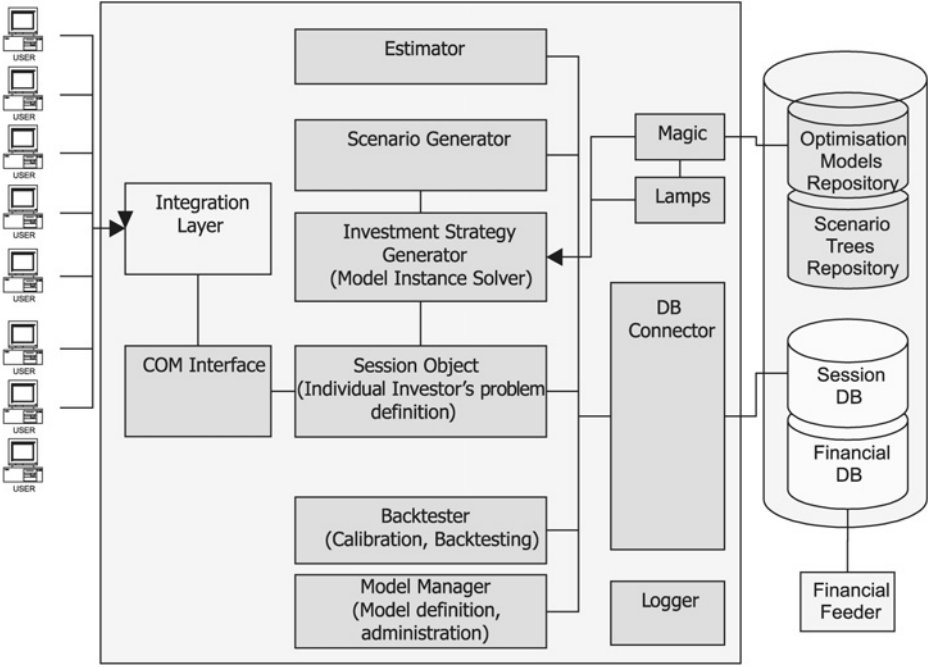 USER
USER
USER
USER
USER
USER
USER
USER
Estimator
Scenario Generator
Integration
Layer
Investment Strategy
Generator
(Model Instance Solver)
COM Interface
Session Object
(Individual Investor's problem
definition)
Backtester
(Calibration, Backtesting)
Model Manager
(Model definition,
administration)
Magic
Lamps
DB
Connector
Logger
Optimisation
Models
Repository
Scenario
Trees
Repository
Session
DB
Financial
DB
Financial
Feeder